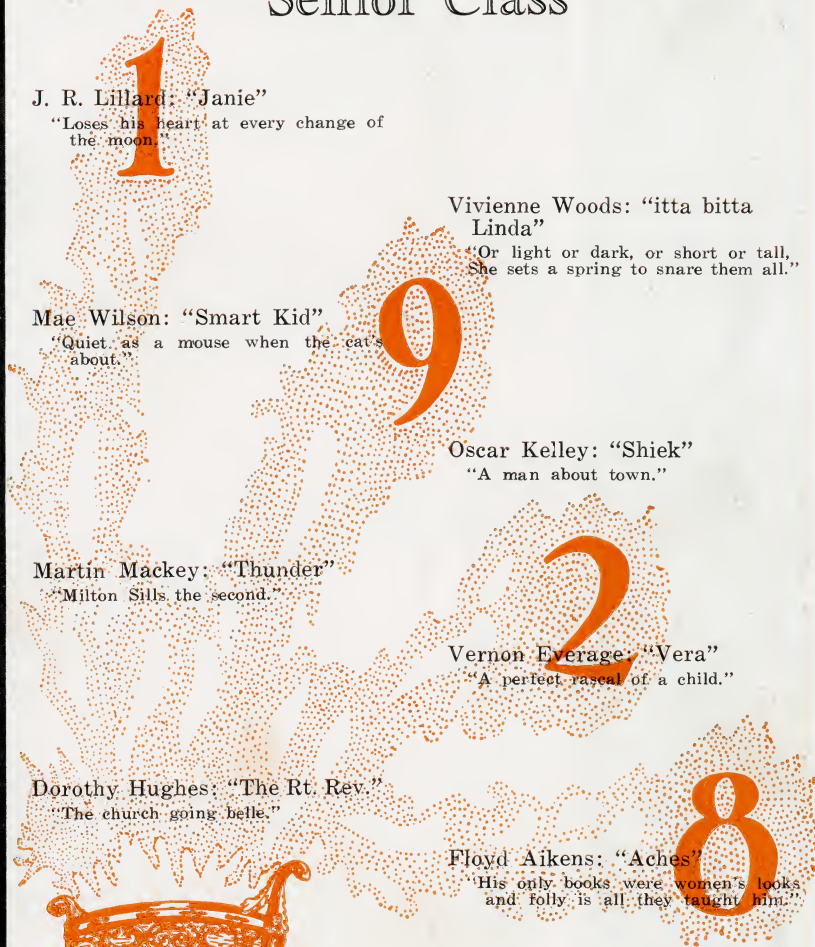 Senior Class
1
J. R. Lillard: “Janie”
“Loses his heart at every change of
the moon.”
Vivienne Woods: “itta bitta
Linda”
“Or light or dark, or short or tall,
She sets a spring to snare them all.”
9
Mae Wilson: “Smart Kid”
“Quiet as a mouse when the cat's
about.”
Oscar Kelley: “Shiek”
“A man about town.”
Martin Mackey: “Thunder”
“Milton Sills the second.”
2
Vernon Everage: “Vera”
“A perfect rascal of a child.”
Dorothy Hughes: “The Rt. Rev.”
“The church going belle.”
8
Floyd Aikens: “Aches”
“His only books were women's looks
and folly is all they taught him.”